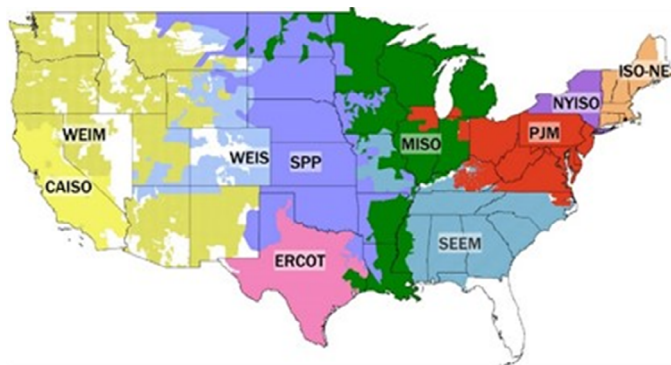 ISO-NE
NYISO
WEIM
PJM
MISO
WEIS
SPP
CAISO
SEEM
ERCOT